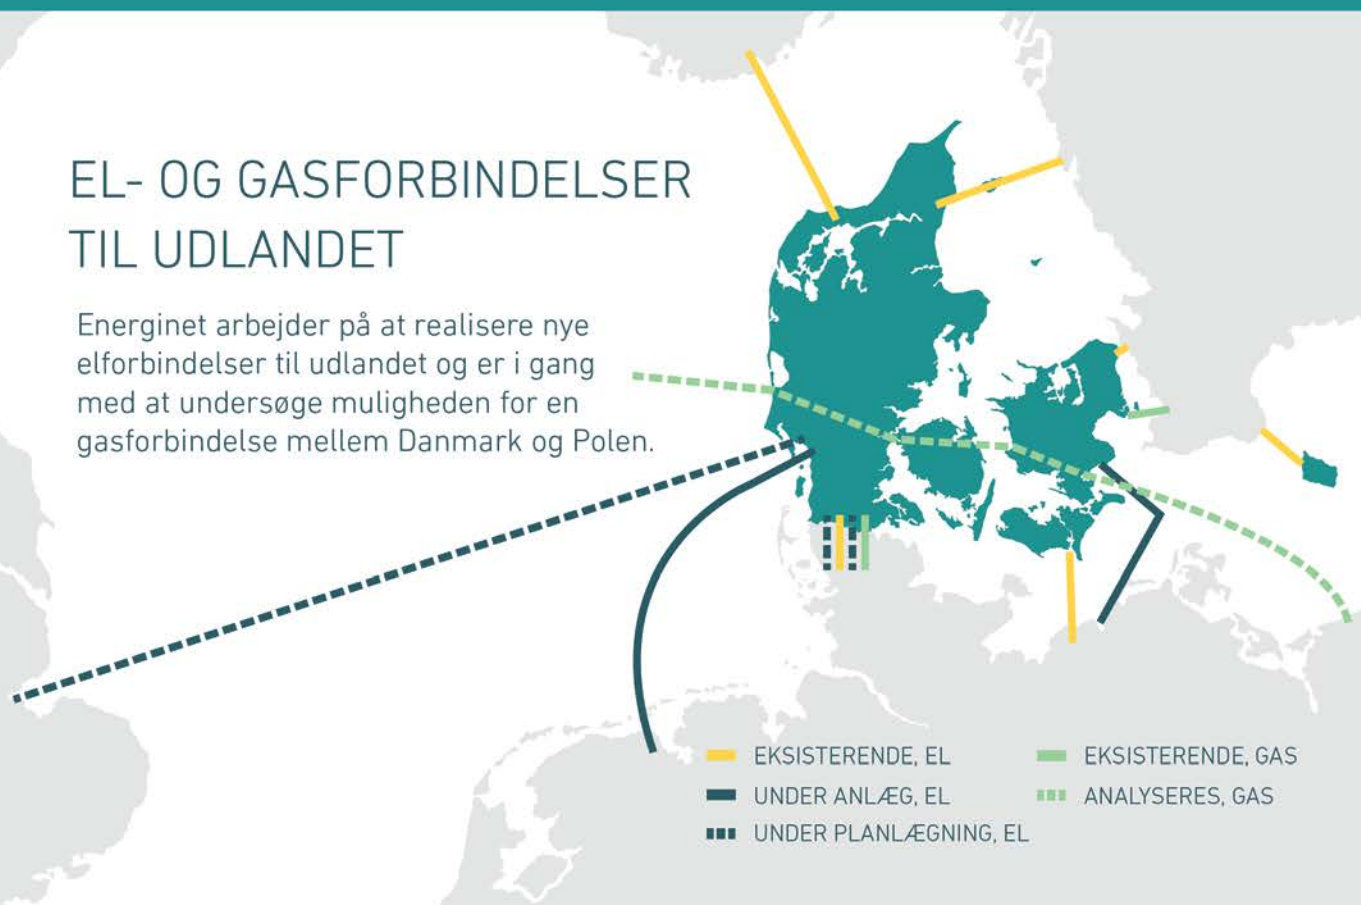 EL- OG GASFORBINDELSER
TIL UDLANDET
Energinet arbejder på at realisere nye
elforbindelser til udlandet og er i gang
med at undersøge muligheden for en
gasforbindelse mellem Danmark og Polen.
EKSISTERENDE, EL
UNDER ANLÆG, EL
UNDER PLANLÆGNING, EL
EKSISTERENDE, GAS
ANALYSERES, GAS